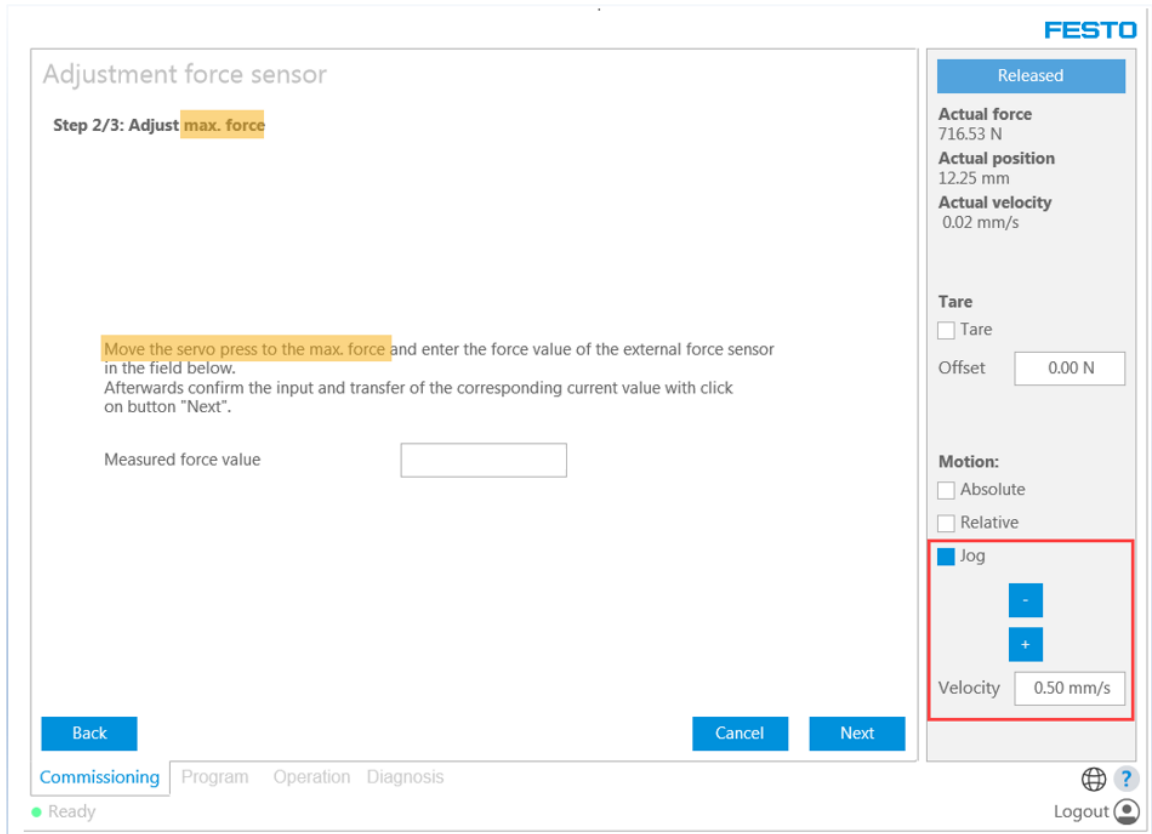 FESTO
Adjustment force sensor
Step 2/3: Adjust max. force
Move the servo press to the max. force and enter the force value of the external force sensor
in the field below.
Afterwards confirm the input and transfer of the corresponding current value with click
on button "Next".
Measured force value
Back
Cancel
Next
Released
Actual force
716.53 N
Actual position
12.25 mm
Actual velocity
0.02 mm/s
Tare
Tare
Offset 0.00 N
Motion:
Absolute
Relative
Jog
-
+
Velocity 0.50 mm/s
Commissioning Program Operation Diagnosis
?
Ready
Logout